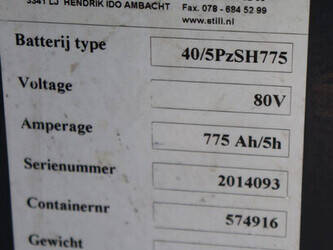 3341 LJ HENDRIK IDO AMBACHT
Fax. 078 - 684 52 99
www.still.nl
Batterij type 40/5PzSH775
Voltage 80V
Amperage 775 Ah/5h
Serienummer 2014093
Containernr 574916
Gewicht